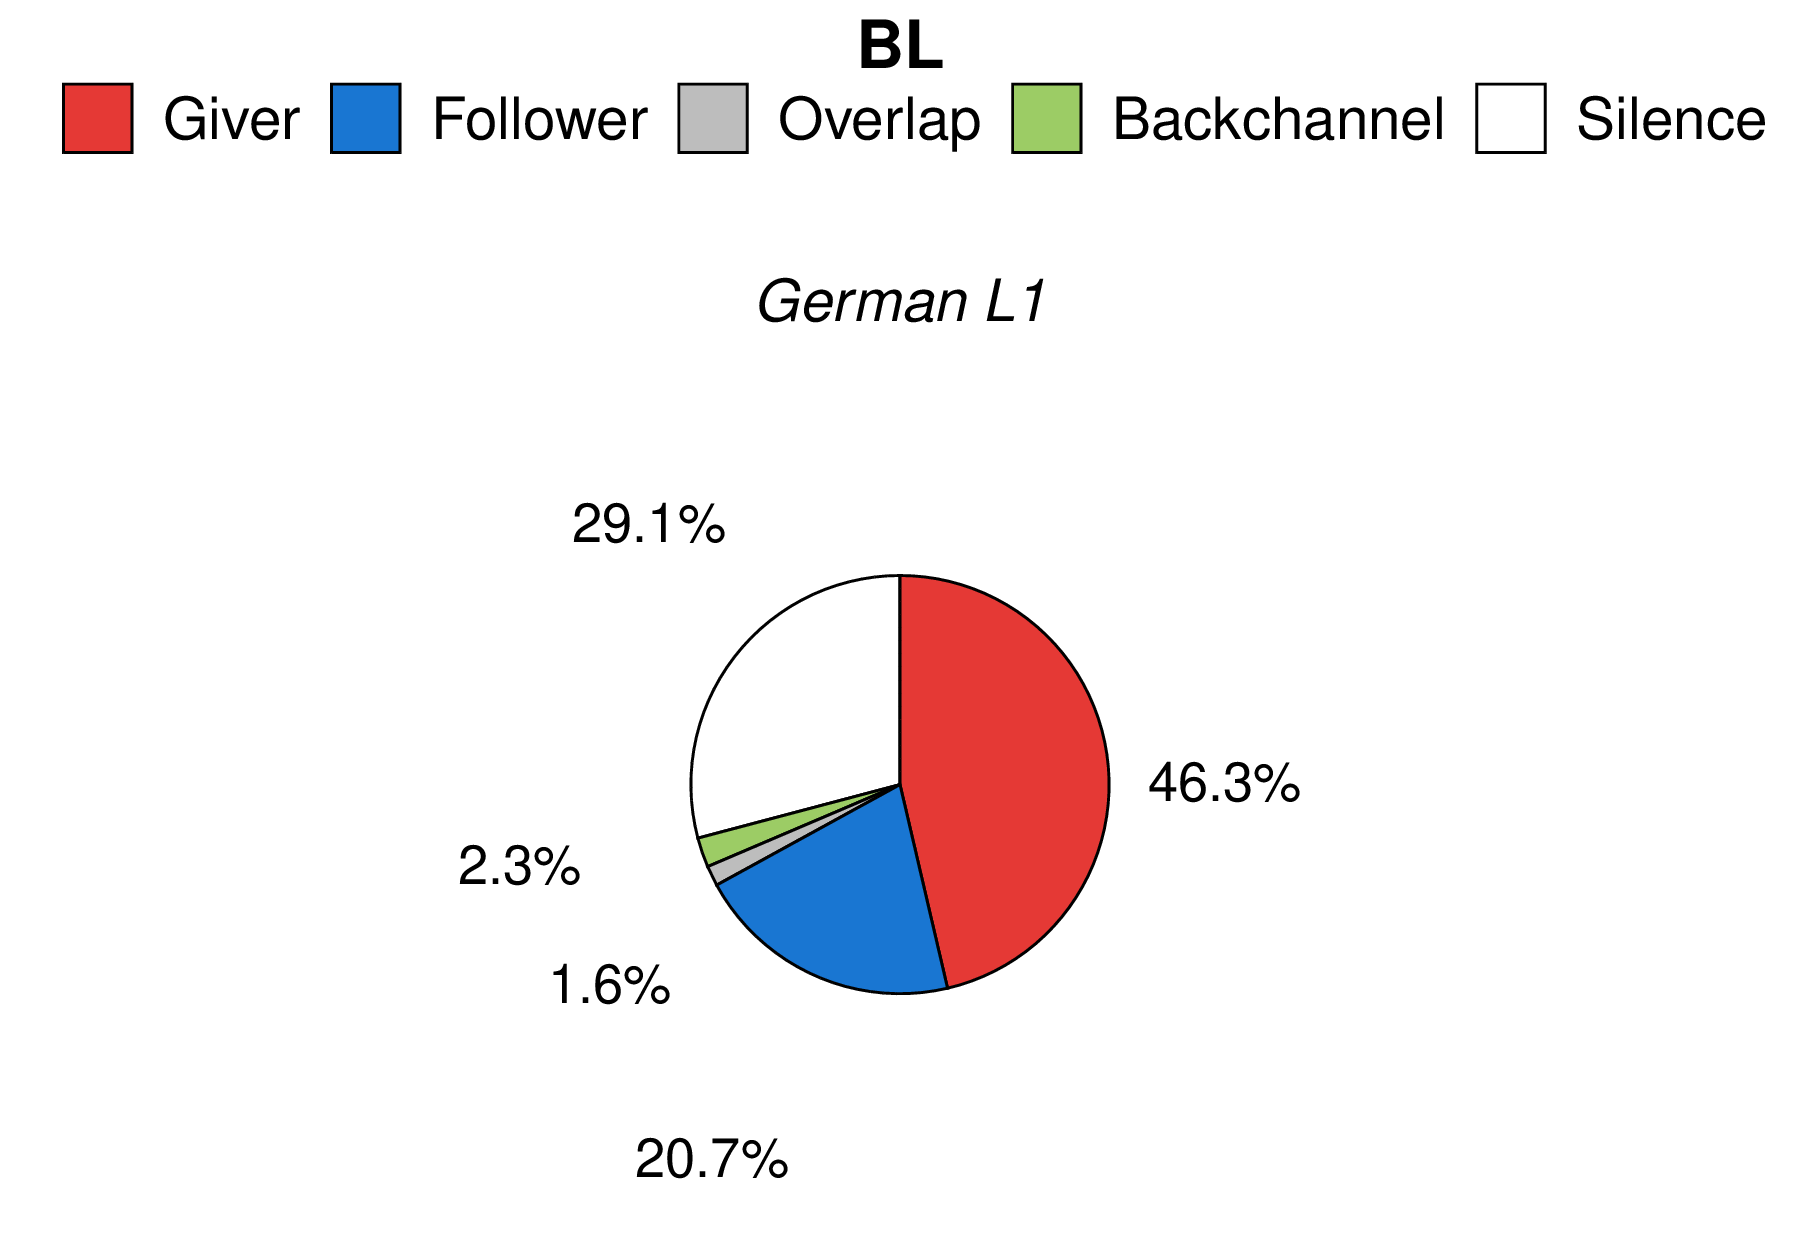 BL
Giver Follower Overlap Backchannel Silence
German L1
29.1%
46.3%
2.3%
1.6%
20.7%